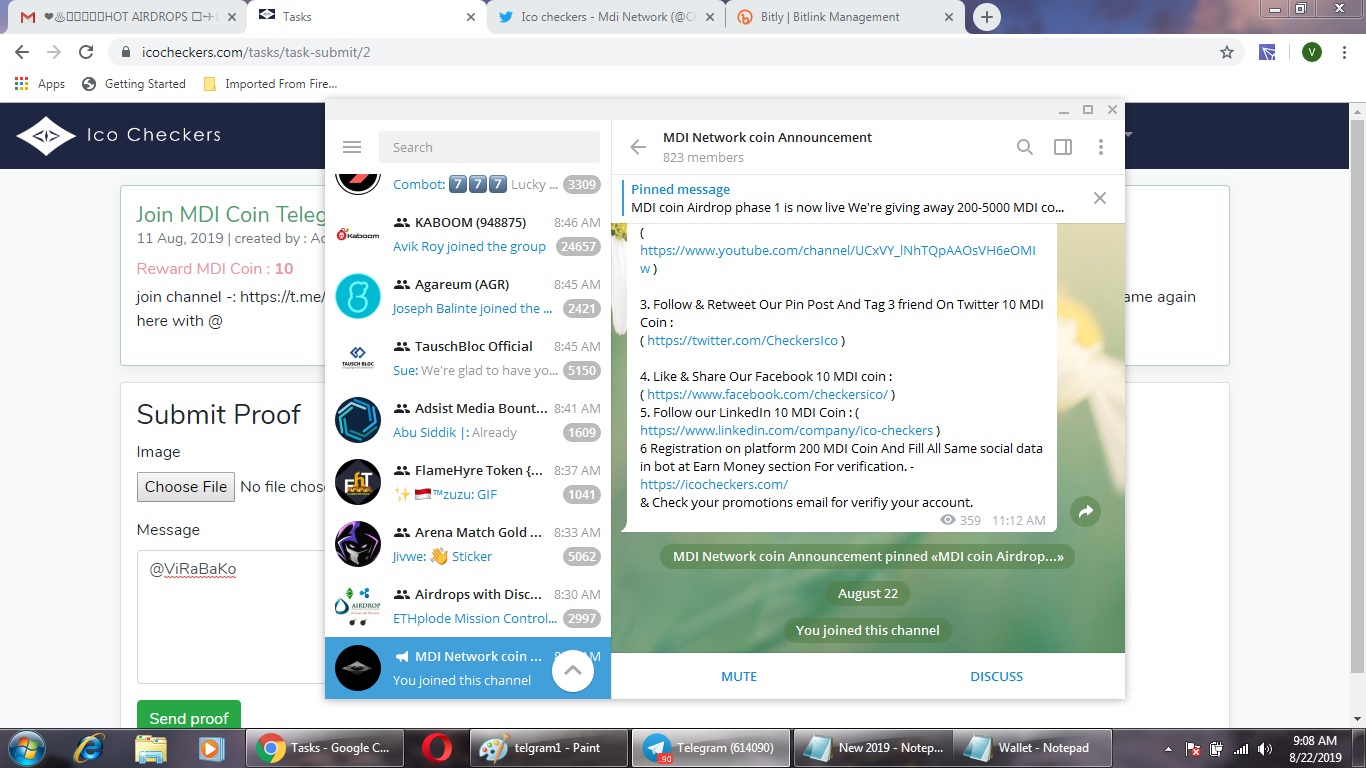 HOT AIRDROPS
Tasks
Ico checkers - Mdi Network (@C
Bitly | Bitlink Management
icocheckers.com/tasks/task-submit/2
V
Apps
Getting Started
Imported From Fire...
Ico Checkers
Join MDI Coin Teleg
11 Aug, 2019 | created by :
Reward MDI Coin : 10
join channel -: https://t.me/
ame again
here with @
Submit Proof
Image
Choose File No file chos
Message
@ViRaBaKo
Send proof
Search
Combot: 7 7 7 Lucky ... 3309
KABOOM (948875) 8:46 AM
Kaboom
Avik Roy joined the group 24657
Agareum (AGR) 8:45 AM
Joseph Balinte joined the ... 2421
TauschBloc Official 8:45 AM
TAUSCH BLOC
Sue: We're glad to have yo... 5150
Adsist Media Bount... 8:41 AM
Abu Siddik |: Already 1609
FlameHyre Token {... 8:37 AM
FhT
✨ 🇮🇩™zuzu: GIF 1041
Arena Match Gold ... 8:33 AM
Jivwe: 👋 Sticker 5062
Airdrops with Disc... 8:30 AM
AIRDROP
ETHplode Mission Control... 2997
MDI Network coin ... AM
You joined this channel
MDI Network coin Announcement
823 members
Pinned message
MDI coin Airdrop phase 1 is now live We're giving away 200-5000 MDI co...
(
https://www.youtube.com/channel/UCxVY_lNhTQpAAOsVH6eOMI
w )
3. Follow & Retweet Our Pin Post And Tag 3 friend On Twitter 10 MDI
Coin :
( https://twitter.com/CheckersIco )
4. Like & Share Our Facebook 10 MDI coin :
( https://www.facebook.com/checkersico/ )
5. Follow our LinkedIn 10 MDI Coin : (
https://www.linkedin.com/company/ico-checkers )
6 Registration on platform 200 MDI Coin And Fill All Same social data
in bot at Earn Money section For verification. -
https://icocheckers.com/
& Check your promotions email for verifiy your account.
359 11:12 AM
MDI Network coin Announcement pinned «MDI coin Airdrop...»
August 22
You joined this channel
MUTE
DISCUSS
Tasks - Google C...
telgram1 - Paint
.90
Telegram (614090)
New 2019 - Notep...
Wallet - Notepad
9:08 AM
8/22/2019